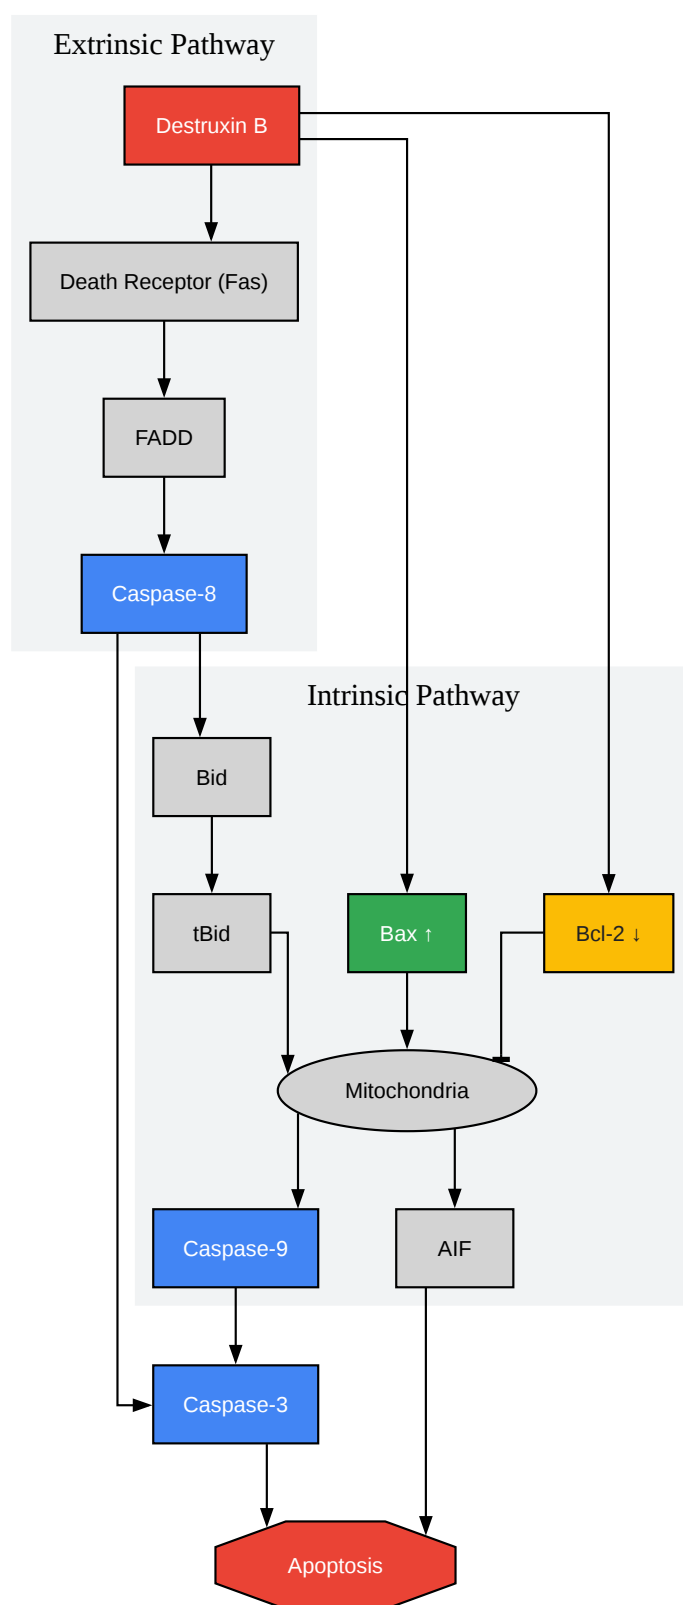 Extrinsic Pathway
Destruxin B
Death Receptor (Fas)
FADD
Caspase-8
Intrinsic Pathway
Bid
tBid
Bax ↑
Bcl-2 ↓
Mitochondria
Caspase-9
AIF
Caspase-3
Apoptosis